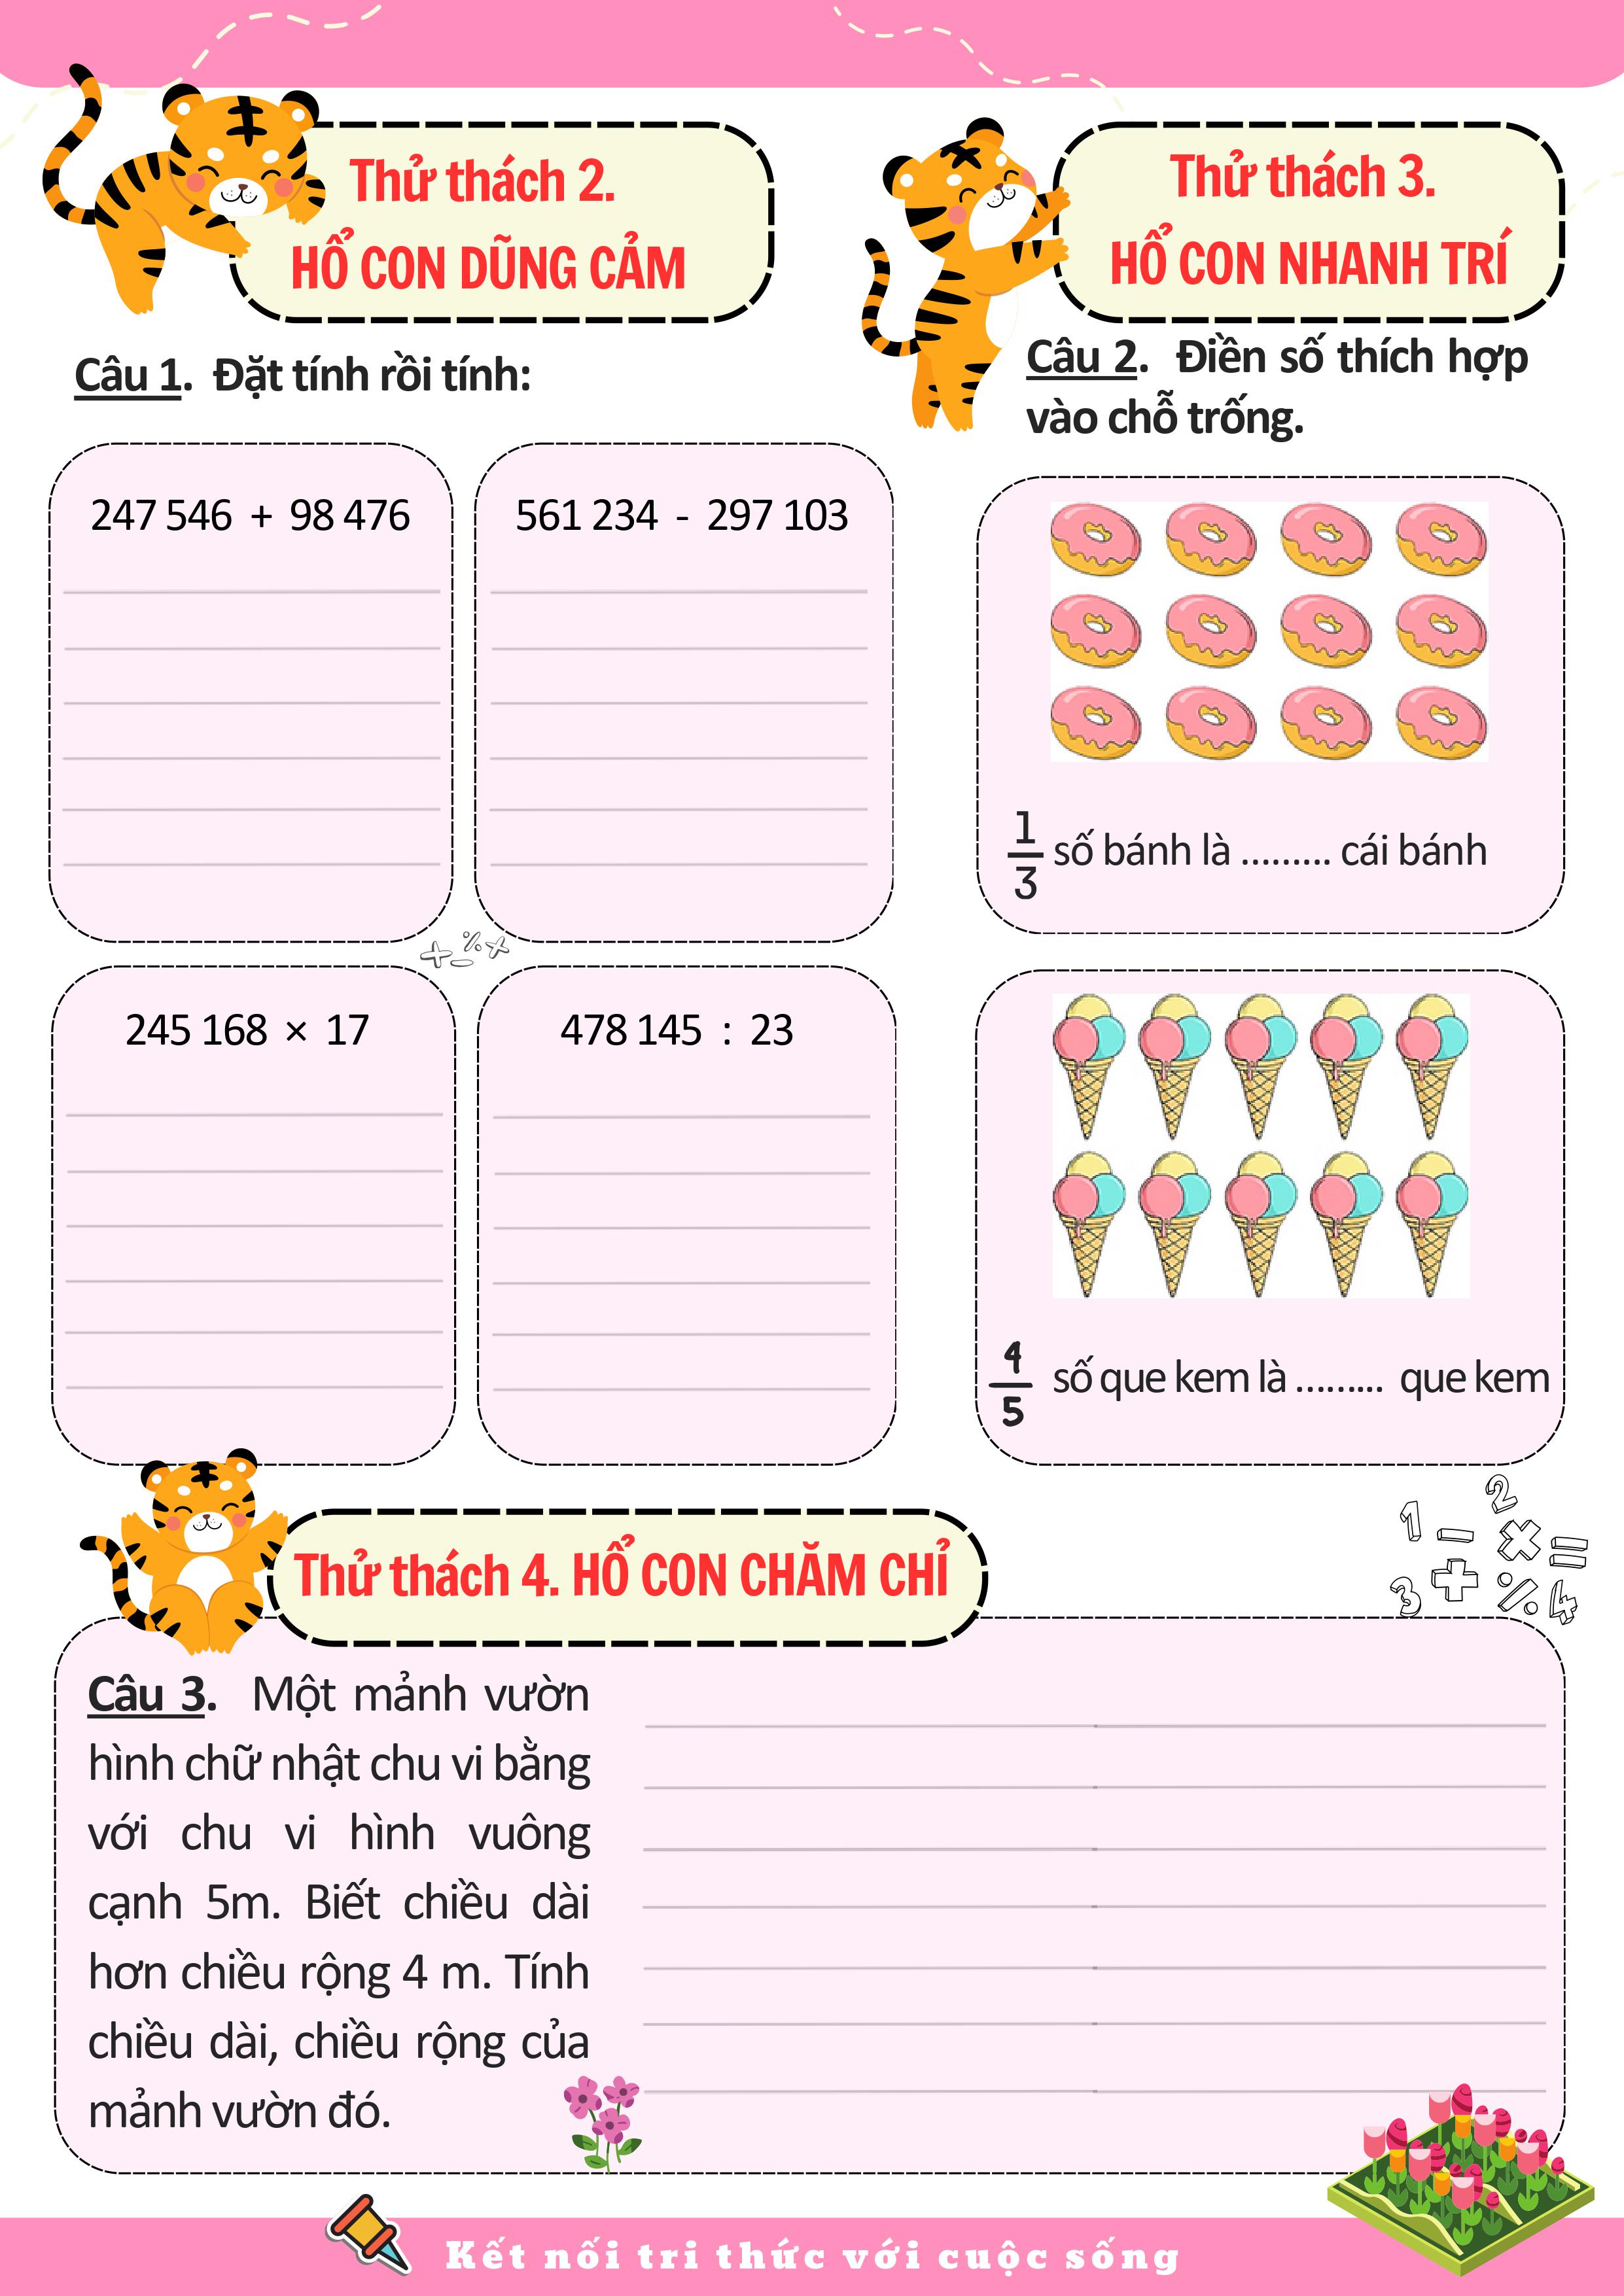 Thử thách 2.
HỔ CON DŨNG CẢM
Câu 1. Đặt tính rồi tính:
247 546 + 98 476
561 234 - 297 103
245 168 × 17
478 145 : 23
Thử thách 3.
HỔ CON NHANH TRÍ
Câu 2. Điền số thích hợp
vào chỗ trống.
1/3 số bánh là ......... cái bánh
4/5 số que kem là ......... que kem
1 2 3 4
Thử thách 4. HỔ CON CHĂM CHỈ
Câu 3. Một mảnh vườn
hình chữ nhật chu vi bằng
với chu vi hình vuông
cạnh 5m. Biết chiều dài
hơn chiều rộng 4 m. Tính
chiều dài, chiều rộng của
mảnh vườn đó.
Kết nối tri thức với cuộc sống